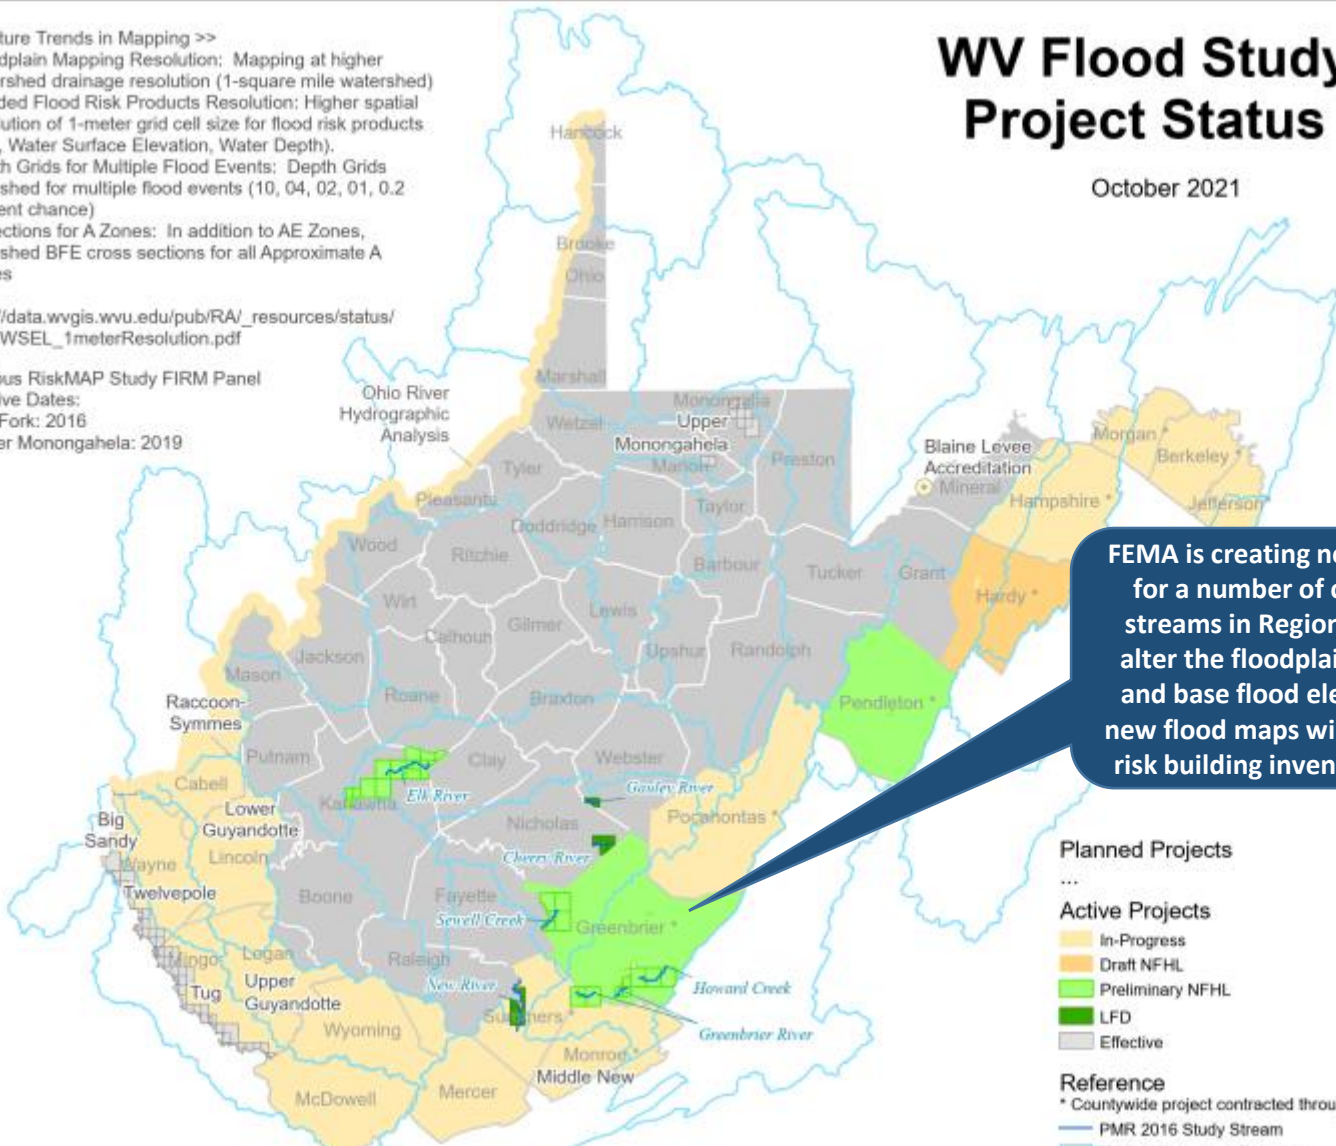 ture Trends in Mapping >>
dplain Mapping Resolution: Mapping at higher
rshed drainage resolution (1-square mile watershed)
ded Flood Risk Products Resolution: Higher spatial
lution of 1-meter grid cell size for flood risk products
, Water Surface Elevation, Water Depth).
h Grids for Multiple Flood Events: Depth Grids
shed for multiple flood events (10, 04, 02, 01, 0.2
ent chance)
ections for A Zones: In addition to AE Zones,
shed BFE cross sections for all Approximate A
es
//data.wvgis.wvu.edu/pub/RA/_resources/status/
WSEL_1meterResolution.pdf
ous RiskMAP Study FIRM Panel
ive Dates:
Fork: 2016
er Monongahela: 2019
WV Flood Study
Project Status
October 2021
Hancock
Brooke
Ohio
Marshall
Ohio River
Hydrographic
Analysis
Wetzel
Monongalia
Upper
Monongahela
Marion
Preston
Tyler
Pleasants
Doddridge
Harrison
Taylor
Blaine Levee
Accreditation
Mineral
Hampshire *
Morgan *
Berkeley *
Jefferson
Wood
Ritchie
Barbour
Tucker
Grant
Hardy *
Wirt
Calhoun
Gilmer
Lewis
Upshur
Randolph
Jackson
Mason
Roane
Braxton
Pendleton *
Raccoon-
Symmes
Putnam
Clay
Webster
Cabell
Kanawha
Elk River
Gauley River
Lower
Guyandotte
Nicholas
Pocahontas *
Big
Sandy
Wayne
Lincoln
Cherry River
Twelvepole
Boone
Fayette
Sewell Creek
Greenbrier *
Mingo
Logan
Raleigh
Tug
Upper
Guyandotte
New River
Summers *
Howard Creek
Greenbrier River
Wyoming
Monroe *
Middle New
McDowell
Mercer
FEMA is creating ne
for a number of c
streams in Region
alter the floodplai
and base flood ele
new flood maps wi
risk building inven
Planned Projects
...
Active Projects
In-Progress
Draft NFHL
Preliminary NFHL
LFD
Effective
Reference
* Countywide project contracted throu
PMR 2016 Study Stream